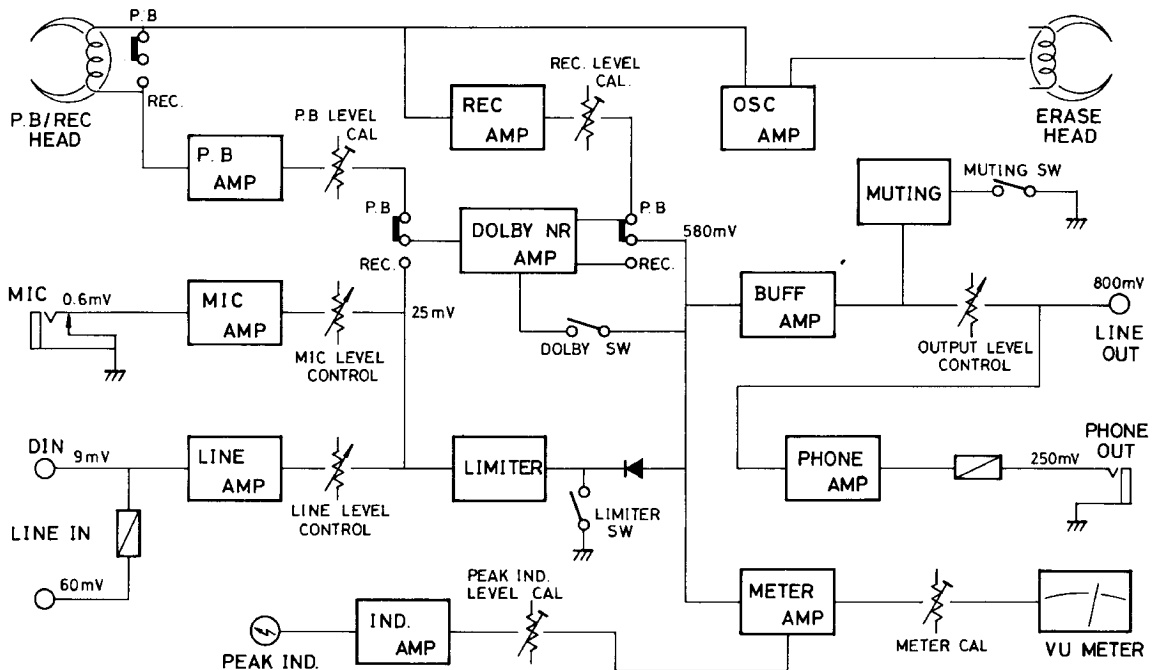 P.B
REC.
P.B/REC
HEAD
P.B LEVEL
CAL
P.B
AMP
REC
AMP
REC. LEVEL
CAL.
OSC
AMP
ERASE
HEAD
MUTING
MUTING SW
P.B
REC.
DOLBY NR
AMP
P.B
REC.
580mV
MIC
0.6mV
MIC
AMP
MIC LEVEL
CONTROL
25mV
DOLBY SW
BUFF
AMP
OUTPUT LEVEL
CONTROL
800mV
LINE
OUT
DIN
9mV
LINE IN
60mV
LINE
AMP
LINE LEVEL
CONTROL
LIMITER
LIMITER
SW
PHONE
AMP
250mV
PHONE
OUT
PEAK IND.
IND.
AMP
PEAK IND.
LEVEL CAL
METER
AMP
METER CAL
VU METER